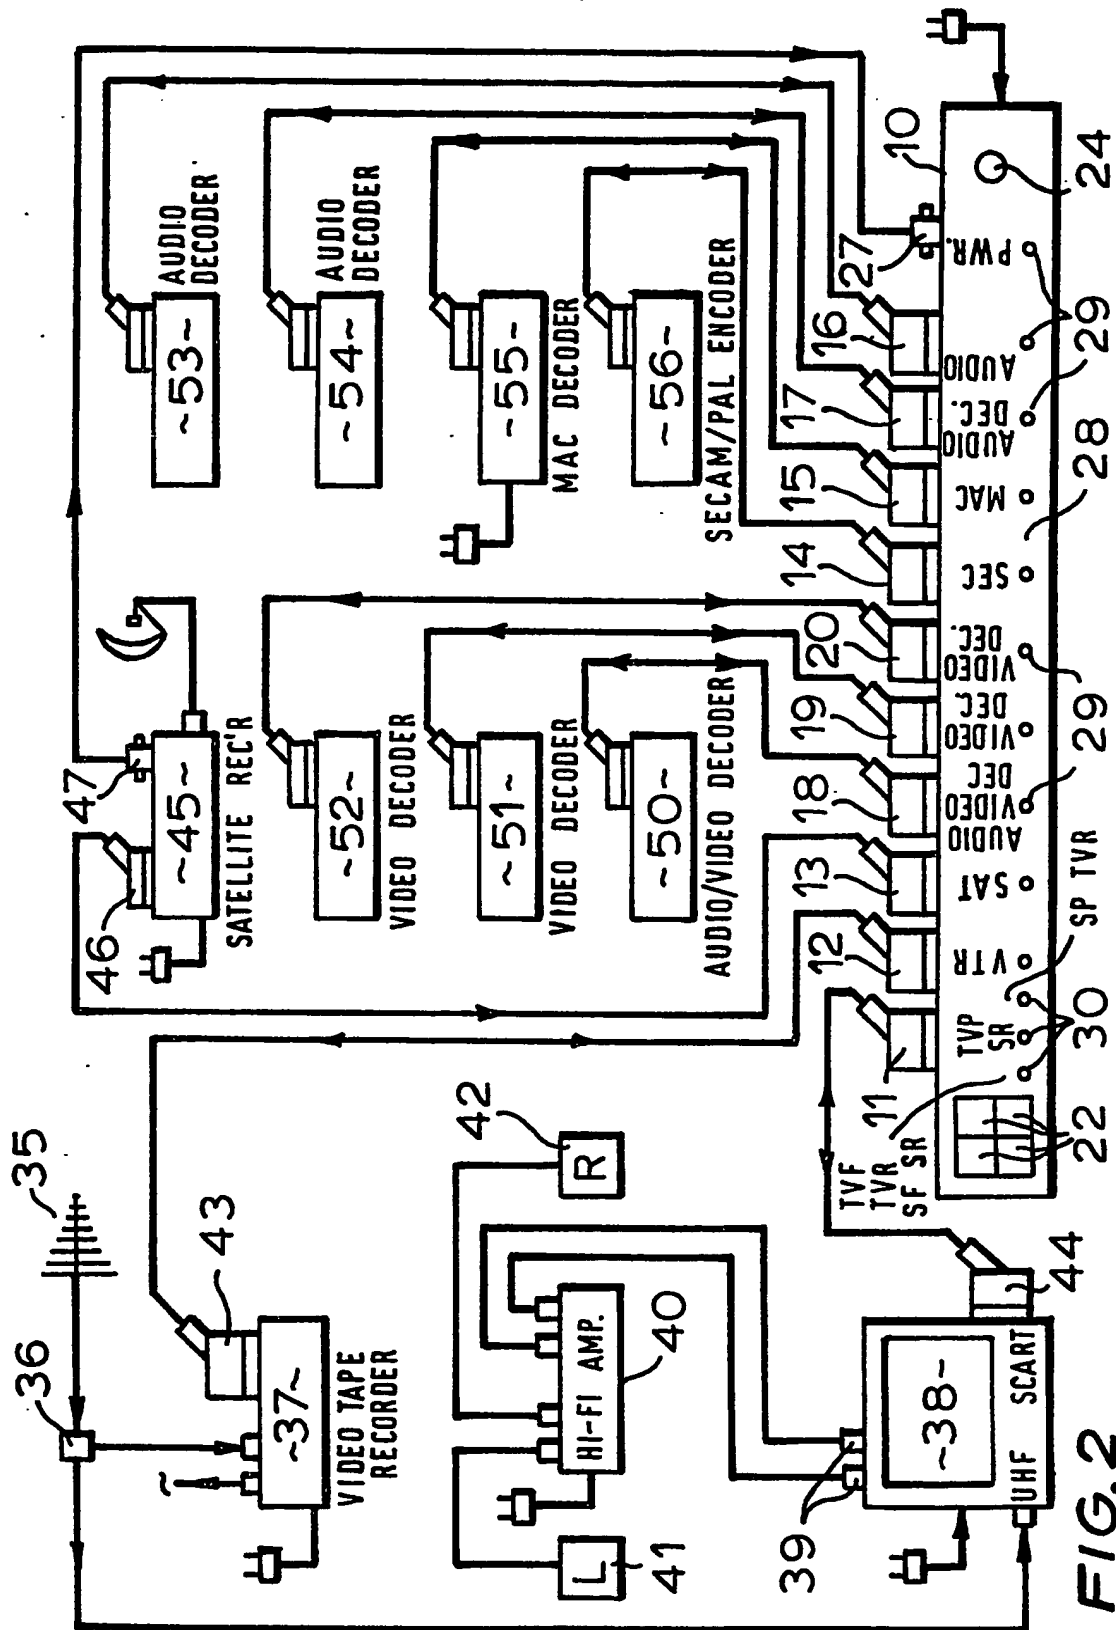 35
36
43
~37~
VIDEO TAPE
RECORDER
42
R
HI-FI AMP.
40
L
41
39
~38~
UHF SCART
44
47
46
~45~
SATELLITE REC'R
~52~
VIDEO DECODER
~51~
VIDEO DECODER
~50~
AUDIO/VIDEO DECODER
~53~
AUDIO
DECODER
~54~
AUDIO
DECODER
~55~
MAC DECODER
~56~
SECAM/PAL ENCODER
TVF
TVR
SF SR
11
12
13
18
19
20
14
15
17
16
27
10
TVP
SR
VTR
SAT
AUDIO
VIDEO
DEC
VIDEO
DEC.
VIDEO
DEC.
SEC
MAC
AUDIO
DEC.
AUDIO
PWR.
22
30
SP TVR
29
28
29
24
FIG. 2